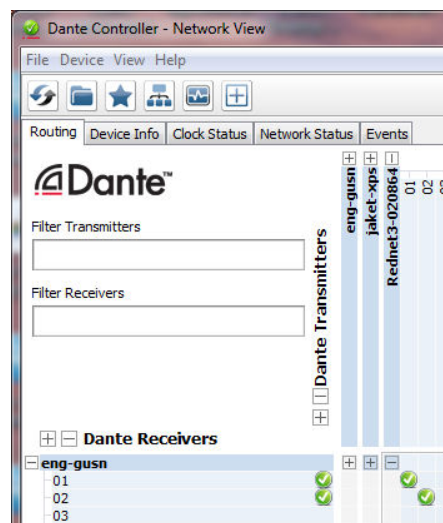 Dante Controller - Network View
File Device View Help
Routing Device Info Clock Status Network Status Events
Dante™
Filter Transmitters
Filter Receivers
Dante Transmitters
eng-gusn
jaket-xps
Rednet3-020864
01
02
Dante Receivers
eng-gusn
01
02
03